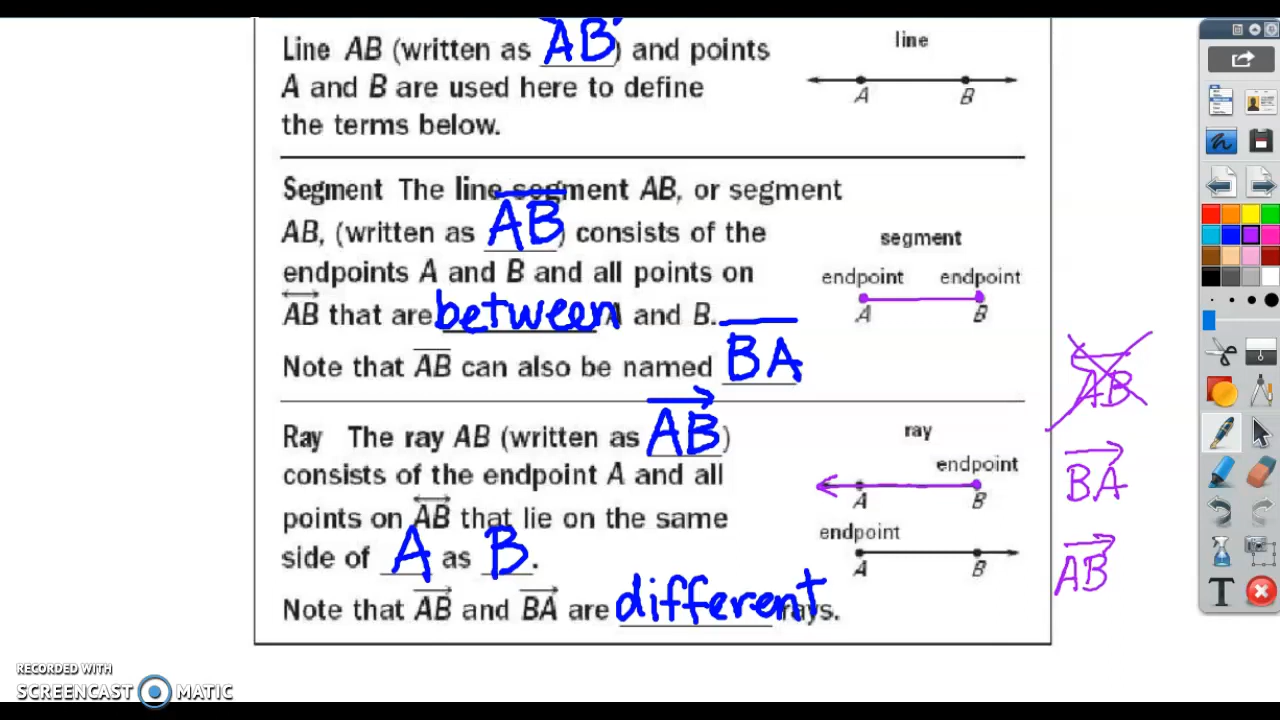 Line AB (written as AB) and points
A and B are used here to define
the terms below.
line
A B
Segment The line segment AB, or segment
AB, (written as AB) consists of the
endpoints A and B and all points on
AB that are between A and B.
Note that AB can also be named BA
segment
endpoint endpoint
A B
Ray The ray AB (written as AB)
consists of the endpoint A and all
points on AB that lie on the same
side of A as B.
Note that AB and BA are different rays.
ray
endpoint
A B
endpoint
A B
AB
BA
AB
T
RECORDED WITH
SCREENCAST MATIC